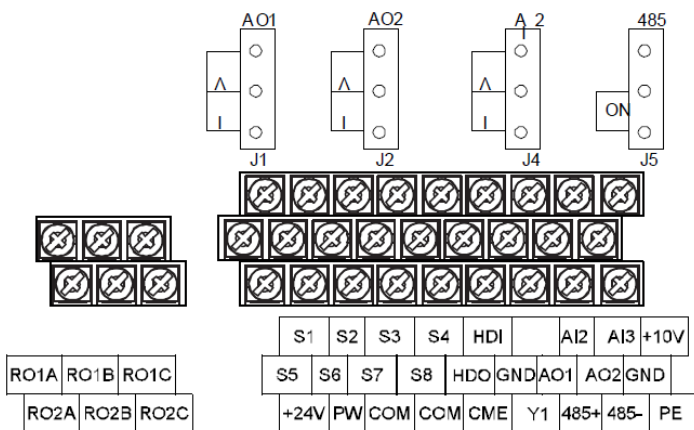 AO1 AO2 AI2 485
V V V
I I I ON
J1 J2 J4 J5
S1 S2 S3 S4 HDI AI2 AI3 +10V
RO1A RO1B RO1C S5 S6 S7 S8 HDO GND AO1 AO2 GND
RO2A RO2B RO2C +24V PW COM COM CME Y1 485+ 485- PE